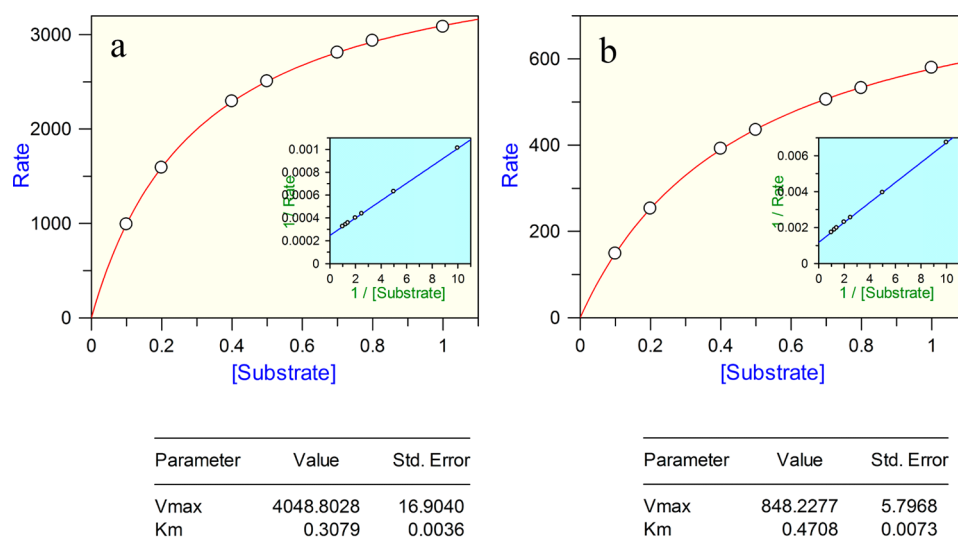 a
Rate
3000
2000
1000
0
0 0.2 0.4 0.6 0.8 1
[Substrate]
1 / Rate
0.001
0.0008
0.0006
0.0004
0.0002
0
0 2 4 6 8 10
1 / [Substrate]
Parameter Value Std. Error
Vmax 4048.8028 16.9040
Km 0.3079 0.0036
b
Rate
600
400
200
0
0 0.2 0.4 0.6 0.8 1
[Substrate]
1 / Rate
0.006
0.004
0.002
0
0 2 4 6 8 10
1 / [Substrate]
Parameter Value Std. Error
Vmax 848.2277 5.7968
Km 0.4708 0.0073